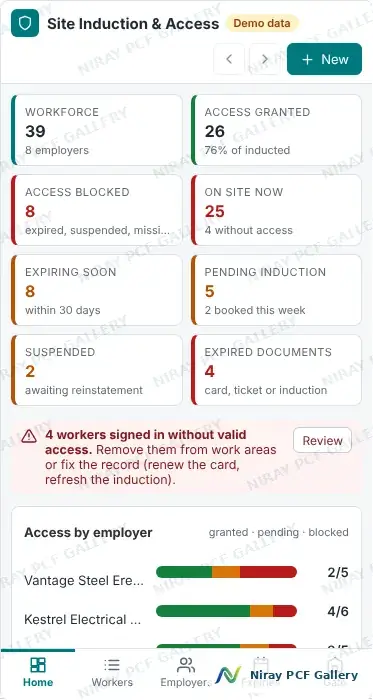 Site Induction & Access Demo data
New
WORKFORCE
39
8 employers
ACCESS GRANTED
26
76% of inducted
ACCESS BLOCKED
8
expired, suspended, missi...
ON SITE NOW
25
4 without access
EXPIRING SOON
8
within 30 days
PENDING INDUCTION
5
2 booked this week
SUSPENDED
2
awaiting reinstatement
EXPIRED DOCUMENTS
4
card, ticket or induction
4 workers signed in without valid
access. Remove them from work areas
or fix the record (renew the card,
refresh the induction).
Review
Access by employer
granted · pending · blocked
Vantage Steel Ere... 2/5
Kestrel Electrical ... 4/6
Home
Workers
Employer
Niray PCF Gallery
NIRAY PCF GALLERY